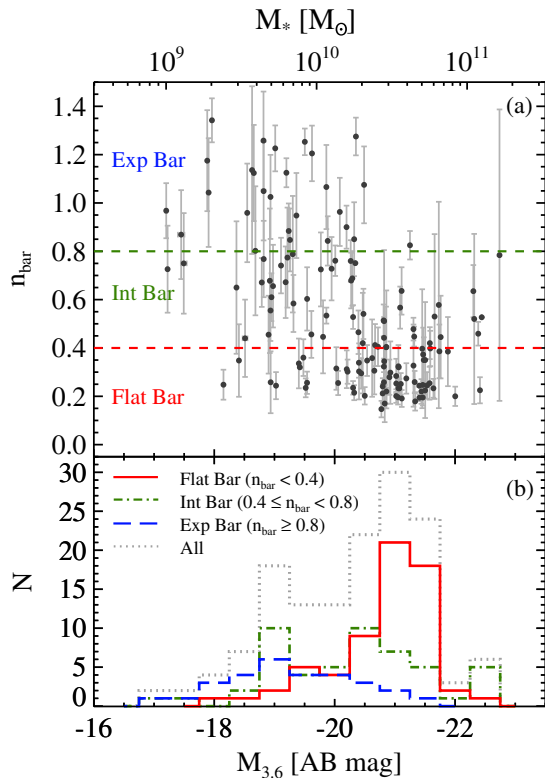 M* [M⊙]
10^9 10^10 10^11
(a)
1.4
1.2
1.0
0.8
0.6
0.4
0.2
0.0
n_bar
Exp Bar
Int Bar
Flat Bar
(b)
Flat Bar (n_bar < 0.4)
Int Bar (0.4 ≤ n_bar < 0.8)
Exp Bar (n_bar ≥ 0.8)
All
30
25
20
15
10
5
0
N
-16 -18 -20 -22
M_3.6 [AB mag]